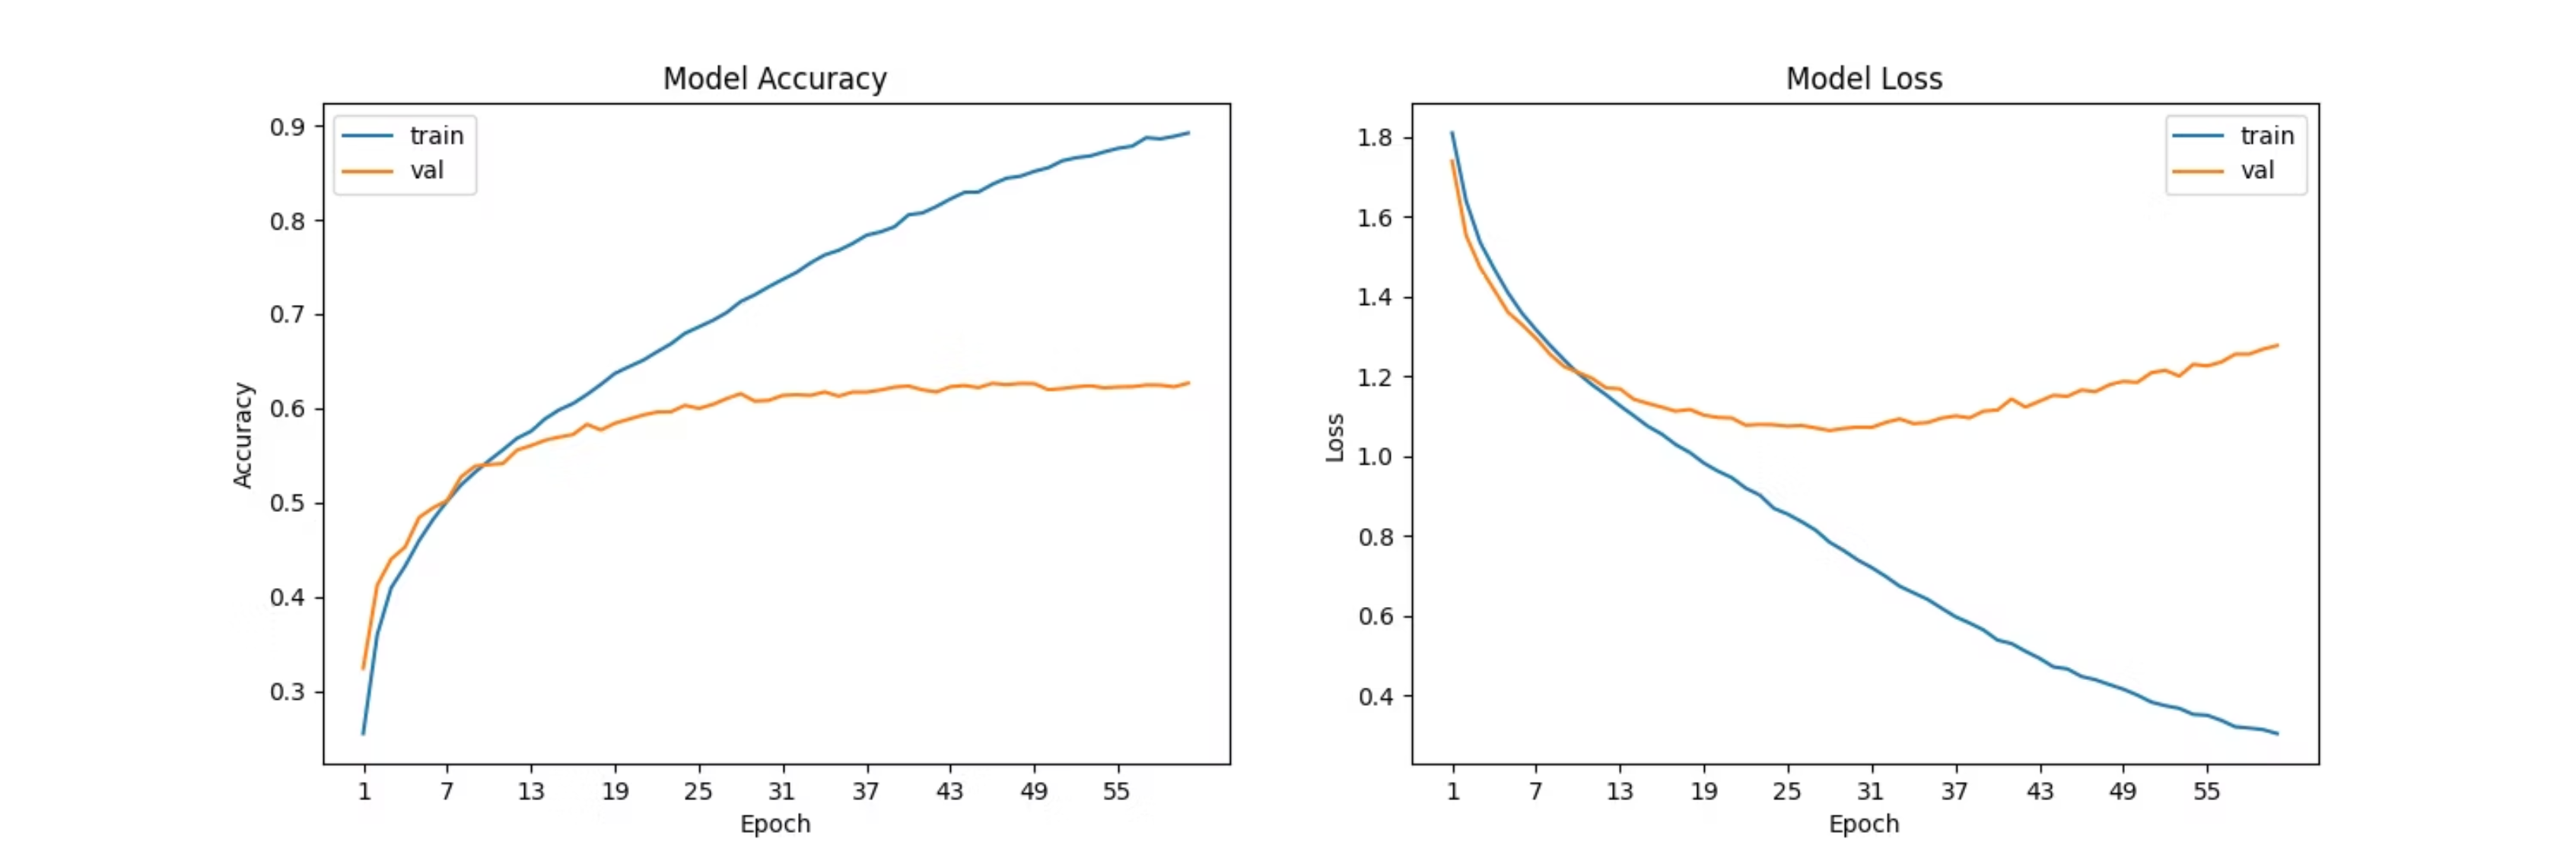 Model Accuracy
train
val
0.9
0.8
0.7
0.6
0.5
0.4
0.3
Accuracy
1 7 13 19 25 31 37 43 49 55
Epoch
Model Loss
train
val
1.8
1.6
1.4
1.2
1.0
0.8
0.6
0.4
Loss
1 7 13 19 25 31 37 43 49 55
Epoch